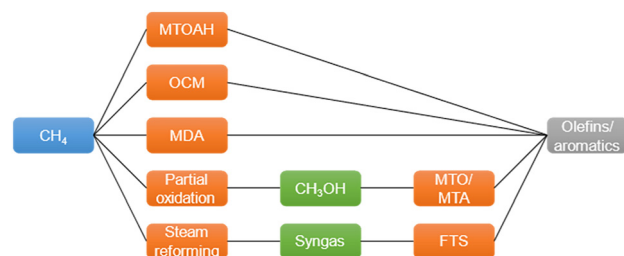 MTOAH
OCM
CH₄
MDA
Olefins/
aromatics
Partial
oxidation
CH₃OH
MTO/
MTA
Steam
reforming
Syngas
FTS